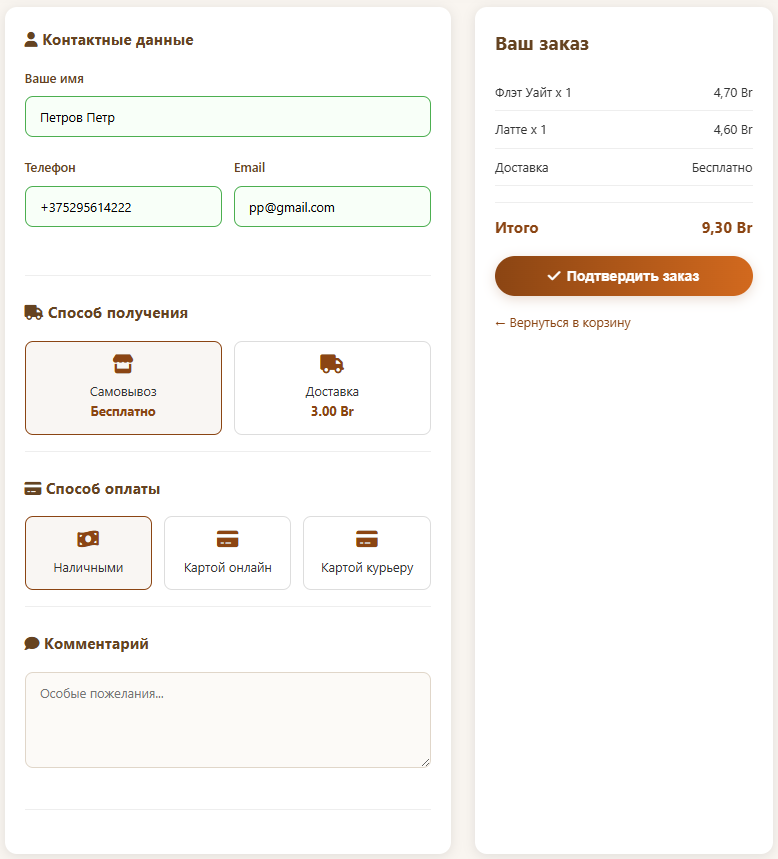 Контактные данные
Ваше имя
Петров Петр
Телефон
Email
+375295614222
pp@gmail.com
Способ получения
Самовывоз
Бесплатно
Доставка
3.00 Br
Способ оплаты
Наличными
Картой онлайн
Картой курьеру
Комментарий
Особые пожелания...
Ваш заказ
Флэт Уайт x 1 4,70 Br
Латте x 1 4,60 Br
Доставка Бесплатно
Итого 9,30 Br
Подтвердить заказ
← Вернуться в корзину